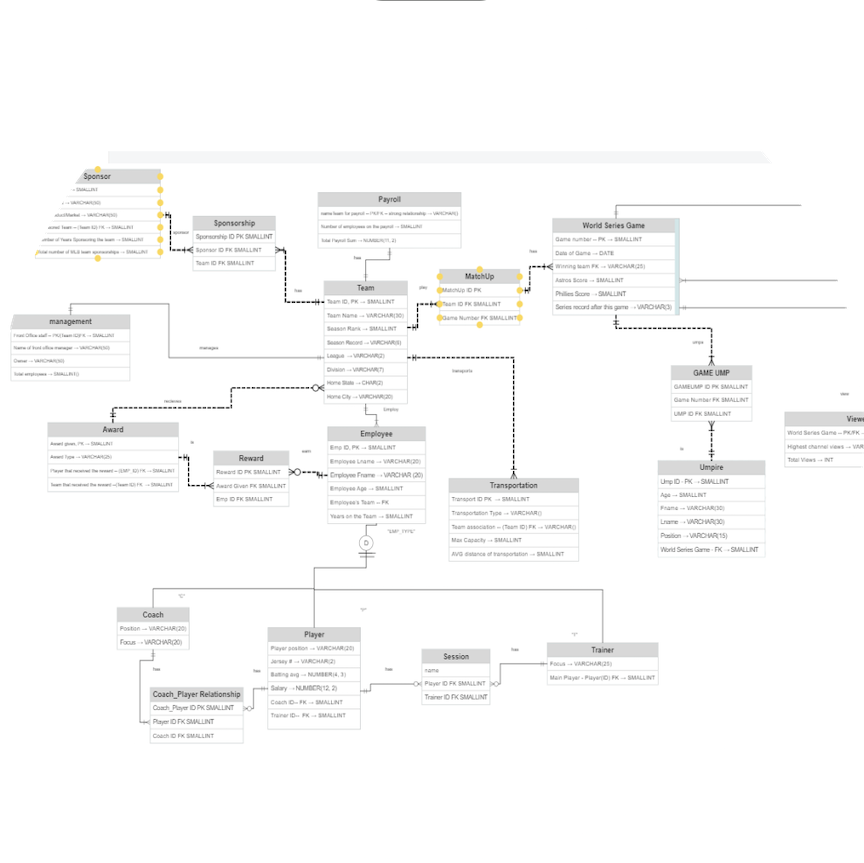 Sponsor
→ SMALLINT
→ VARCHAR(50)
→ VARCHAR(50)
Team → (Team ID) FK → SMALLINT
of Years Sponsoring the team → SMALLINT
total number of MLB team sponsorships → SMALLINT
sponsor
Sponsorship
Sponsorship ID PK SMALLINT
Sponsor ID FK SMALLINT
Team ID FK SMALLINT
has
Payroll
Number of employees on the payroll → SMALLINT
Total Payroll Sum → NUMBER(11, 2)
has
Team
Team ID, PK → SMALLINT
Team Name → VARCHAR(30)
Season Rank → SMALLINT
Season Record → VARCHAR(6)
League → VARCHAR(2)
Division → VARCHAR(7)
Home State → CHAR(2)
Home City → VARCHAR(20)
play
MatchUp
MatchUp ID PK
Team ID FK SMALLINT
Game Number FK SMALLINT
has
World Series Game
Game number – PK → SMALLINT
Date of Game → DATE
Winning team FK → VARCHAR(25)
Astros Score → SMALLINT
Phillies Score → SMALLINT
Series record after this game → VARCHAR(3)
management
Front Office staff – PK(Team ID)FK → SMALLINT
Name of front office manager → VARCHAR(50)
Owner → VARCHAR(50)
Total employees → SMALLINT()
manages
receives
transports
umps
GAME UMP
GAMEUMP ID PK SMALLINT
Game Number FK SMALLINT
UMP ID FK SMALLINT
is
view
Viewe
World Series Game – PK/FK -
Highest channel views → VAR
Total Views → INT
Award
Award given, PK → SMALLINT
Award Type → VARCHAR(25)
Player that received the reward → (EMP_ID) FK → SMALLINT
Team that received the reward →(Team ID) FK → SMALLINT
is
Reward
Reward ID PK SMALLINT
Award Given FK SMALLINT
Emp ID FK SMALLINT
earn
Employ
Employee
Emp ID, PK → SMALLINT
Employee Lname → VARCHAR(20)
Employee Fname → VARCHAR (20)
Employee Age → SMALLINT
Employee's Team – FK
Years on the Team → SMALLINT
"EMP_TYPE"
D
Transportation
Transport ID PK → SMALLINT
Transportation Type → VARCHAR()
Team association – (Team ID) FK → VARCHAR()
Max Capacity → SMALLINT
AVG distance of transportation → SMALLINT
Umpire
Ump ID - PK → SMALLINT
Age → SMALLINT
Fname → VARCHAR(30)
Lname → VARCHAR(30)
Position → VARCHAR(15)
World Series Game - FK → SMALLINT
"C"
"P"
"T"
Coach
Position → VARCHAR(20)
Focus → VARCHAR(20)
has
Coach_Player Relationship
Coach_Player ID PK SMALLINT
Player ID FK SMALLINT
Coach ID FK SMALLINT
has
Player
Player position → VARCHAR(20)
Jersey # → VARCHAR(2)
Batting avg → NUMBER(4, 3)
Salary → NUMBER(12, 2)
Coach ID– FK → SMALLINT
Trainer ID– FK → SMALLINT
has
Session
name
Player ID FK SMALLINT
Trainer ID FK SMALLINT
has
Trainer
Focus → VARCHAR(25)
Main Player - Player(ID) FK → SMALLINT